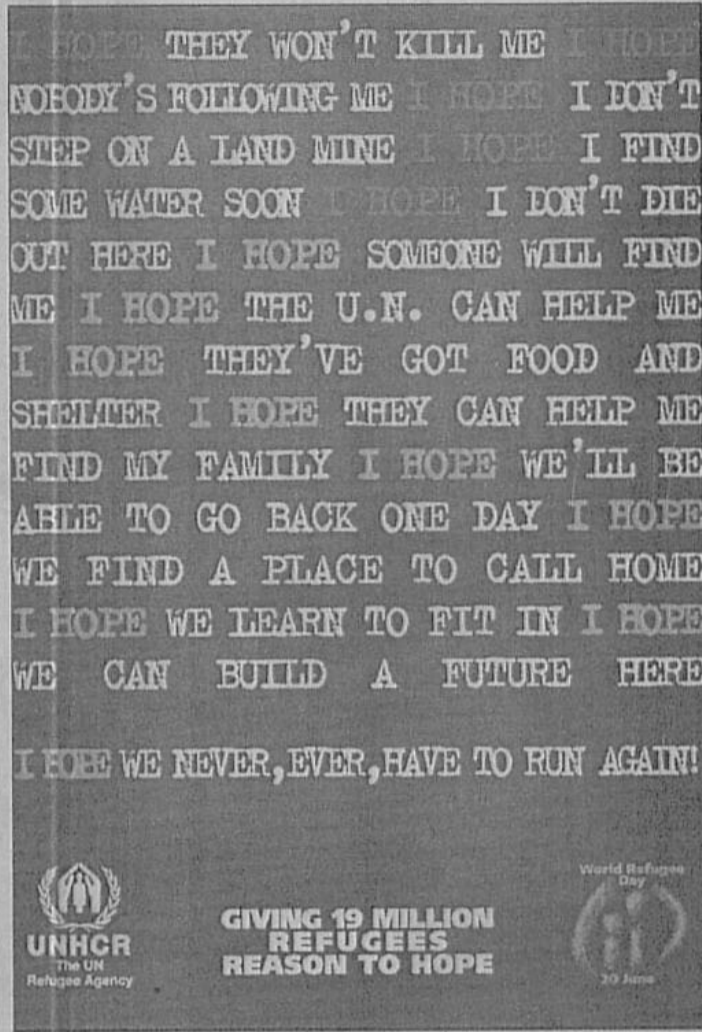 I HOPE THEY WON'T KILL ME I HOPE
NOBODY'S FOLLOWING ME I HOPE I DON'T
STEP ON A LAND MINE I HOPE I FIND
SOME WATER SOON I HOPE I DON'T DIE
OUT HERE I HOPE SOMEONE WILL FIND
ME I HOPE THE U.N. CAN HELP ME
I HOPE THEY'VE GOT FOOD AND
SHELTER I HOPE THEY CAN HELP ME
FIND MY FAMILY I HOPE WE'LL BE
ABLE TO GO BACK ONE DAY I HOPE
WE FIND A PLACE TO CALL HOME
I HOPE WE LEARN TO FIT IN I HOPE
WE CAN BUILD A FUTURE HERE
I HOPE WE NEVER, EVER, HAVE TO RUN AGAIN!
UNHCR
The UN
Refugee Agency
GIVING 19 MILLION
REFUGEES
REASON TO HOPE
World Refugee
Day
20 June